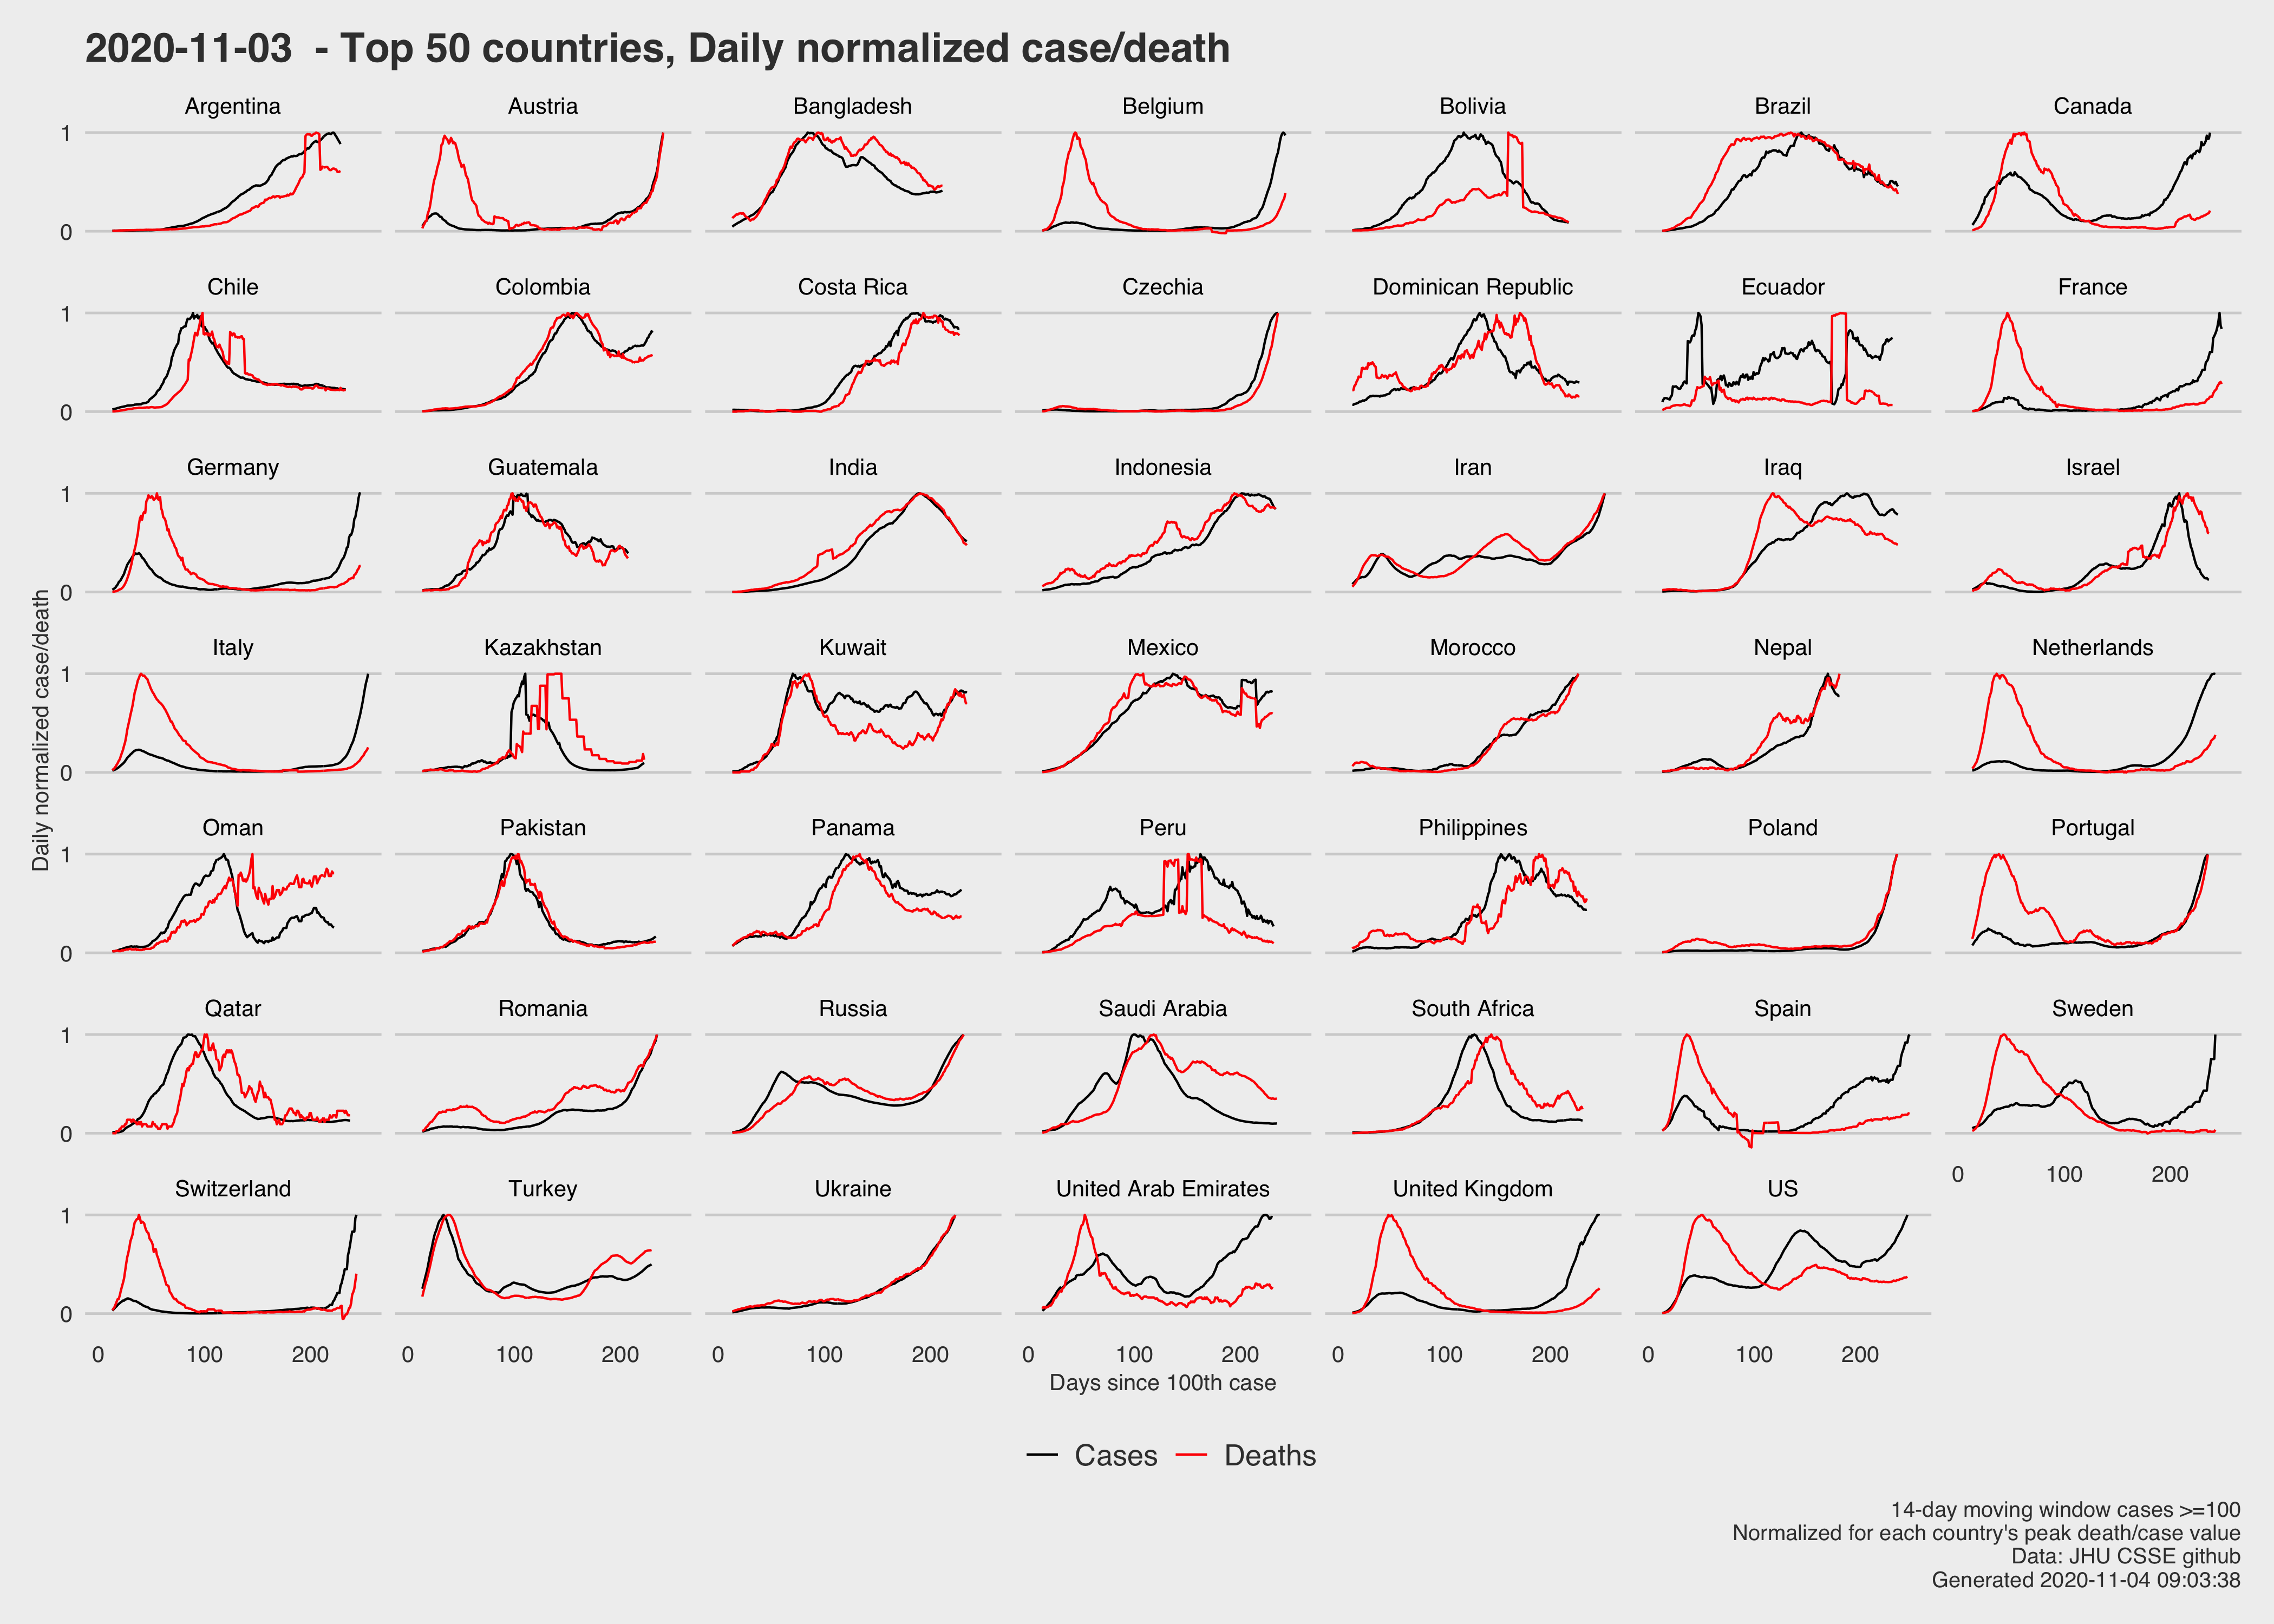 2020-11-03  - Top 50 countries, Daily normalized case/death
Argentina Austria Bangladesh Belgium Bolivia Brazil Canada
1
0
Chile Colombia Costa Rica Czechia Dominican Republic Ecuador France
1
0
Germany Guatemala India Indonesia Iran Iraq Israel
1
0
Daily normalized case/death
Italy Kazakhstan Kuwait Mexico Morocco Nepal Netherlands
1
0
Oman Pakistan Panama Peru Philippines Poland Portugal
1
0
Qatar Romania Russia Saudi Arabia South Africa Spain Sweden
1
0
0 100 200
Switzerland Turkey Ukraine United Arab Emirates United Kingdom US
1
0
0 100 200 0 100 200 0 100 200 0 100 200 0 100 200 0 100 200
Days since 100th case
Cases Deaths
14-day moving window cases >=100
Normalized for each country's peak death/case value
Data: JHU CSSE github
Generated 2020-11-04 09:03:38